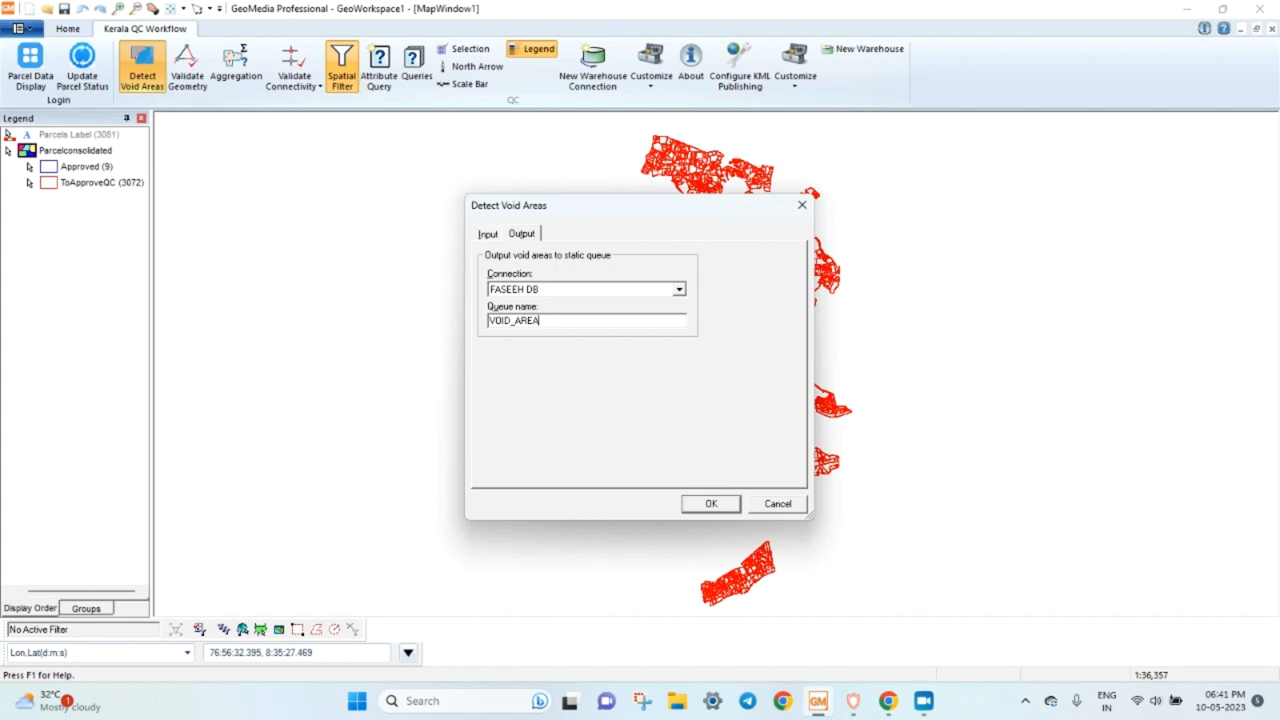 GeoMedia Professional - GeoWorkspace1 - [MapWindow1]
Home
Kerala QC Workflow
Parcel Data Display
Update Parcel Status
Detect Void Areas
Validate Geometry
Aggregation
Validate Connectivity
Spatial Filter
Attribute Query
Queries
Selection
North Arrow
Scale Bar
Legend
New Warehouse Connection
Customize
About
Configure KML Publishing
Customize
New Warehouse
Login
QC
Legend
Parcels Label (3081)
Parcelconsolidated
Approved (9)
ToApproveQC (3072)
Detect Void Areas
Input
Output
Output void areas to static queue
Connection:
FASEEH DB
Queue name:
VOID_AREA
OK
Cancel
Display Order
Groups
No Active Filter
Lon,Lat(d:m:s)
76:56:32.395, 8:35:27.469
Press F1 for Help.
1:36,357
32°C
Mostly cloudy
1
Search
GM
ENG
IN
06:41 PM
10-05-2023
5